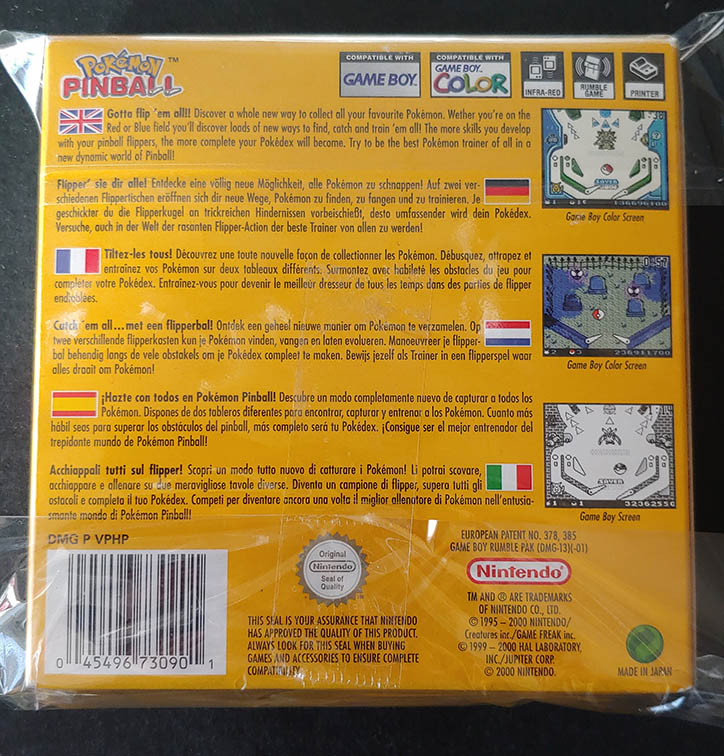 Pokémon™
PINBALL
COMPATIBLE WITH
GAME BOY™
COMPATIBLE WITH
GAME BOY™
COLOR
INFRA-RED
RUMBLE
GAME
PRINTER
Gotta flip 'em all!! Discover a whole new way to collect all your favourite Pokémon. Wether you're on the
Red or Blue field you'll discover loads of new ways to find, catch and train 'em all! The more skills you develop
with your pinball flippers, the more complete your Pokédex will become. Try to be the best Pokémon trainer of all in a
new dynamic world of Pinball!
Game Boy Color Screen
Flipper' sie dir alle! Entdecke eine völlig neue Möglichkeit, alle Pokémon zu schnappen! Auf zwei ver-
schiedenen Flippertischen eröffnen sich dir neue Wege, Pokémon zu finden, zu fangen und zu trainieren. Je
geschickter du die Flipperkugel an trickreichen Hindernissen vorbeischießt, desto umfassender wird dein Pokédex.
Versuche, auch in der Welt der rasanten Flipper-Action der beste Trainer von allen zu werden!
Tiltez-les tous! Découvrez une toute nouvelle façon de collectionner les Pokémon. Débusquez, attrapez et
entraînez vos Pokémon sur deux tableaux différents. Surmontez avec habileté les obstacles du jeu pour
completer votre Pokédex. Entraînez-vous pour devenir le meilleur dresseur de tous les temps dans des parties de flipper
endiablées.
Catch 'em all...met een flipperbal! Ontdek een geheel nieuwe manier om Pokémon te verzamelen. Op
twee verschillende flipperkasten kun je Pokémon vinden, vangen en laten evolueren. Manoeuvreer je flipper-
bal behendig langs de vele obstakels om je Pokédex compleet te maken. Bewijs jezelf als Trainer in een flipperspel waar
alles draait om Pokémon!
236911700
Game Boy Color Screen
¡Hazte con todos en Pokémon Pinball! Descubre un modo completamente nuevo de capturar a todos los
Pokémon. Dispones de dos tableros diferentes para encontrar, capturar y entrenar a los Pokémon. Cuanto más
hábil seas para superar los obstáculos del pinball, más completo será tu Pokédex. ¡Consigue ser el mejor entrenador del
trepidante mundo de Pokémon Pinball!
Acchiappali tutti sul flipper! Scopri un modo tutto nuovo di catturare i Pokémon! Li potrai scovare,
acchiappare e allenare su due meravigliose tavole diverse. Diventa un campione di flipper, supera tutti gli
ostacoli e completa il tuo Pokédex. Competi per diventare ancora una volta il miglior allenatore di Pokémon nell'entusia-
smante mondo di Pokémon Pinball!
SAVER
Game Boy Screen
DMG P VPHP
0 45496 73090 1
Original
Nintendo
Seal of
Quality
THIS SEAL IS YOUR ASSURANCE THAT NINTENDO
HAS APPROVED THE QUALITY OF THIS PRODUCT.
ALWAYS LOOK FOR THIS SEAL WHEN BUYING
GAMES AND ACCESSORIES TO ENSURE COMPLETE
COMPATIBILITY.
EUROPEAN PATENT NO. 378, 385
GAME BOY RUMBLE PAK (DMG-13)(-01)
Nintendo®
TM AND ® ARE TRADEMARKS
OF NINTENDO CO., LTD.
© 1995 – 2000 NINTENDO/
Creatures inc./GAME FREAK inc.
© 1999 – 2000 HAL LABORATORY,
INC./JUPITER CORP.
© 2000 NINTENDO.
MADE IN JAPAN